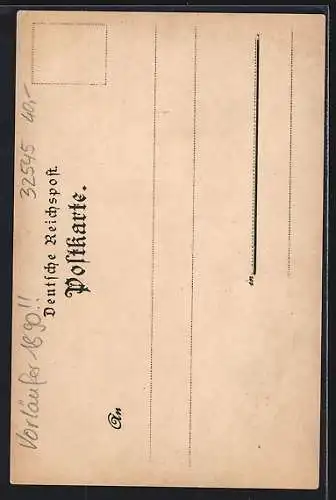 Vorläufer 1890!! 32545 40,-
Deutsche Reichspost.
Postkarte.
An
in